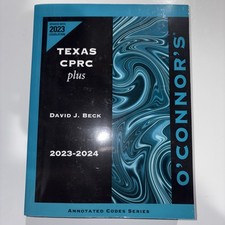 2023
TEXAS
CPRC
plus
DAVID J. BECK
2023-2024
O'CONNOR'S
ANNOTATED CODES SERIES